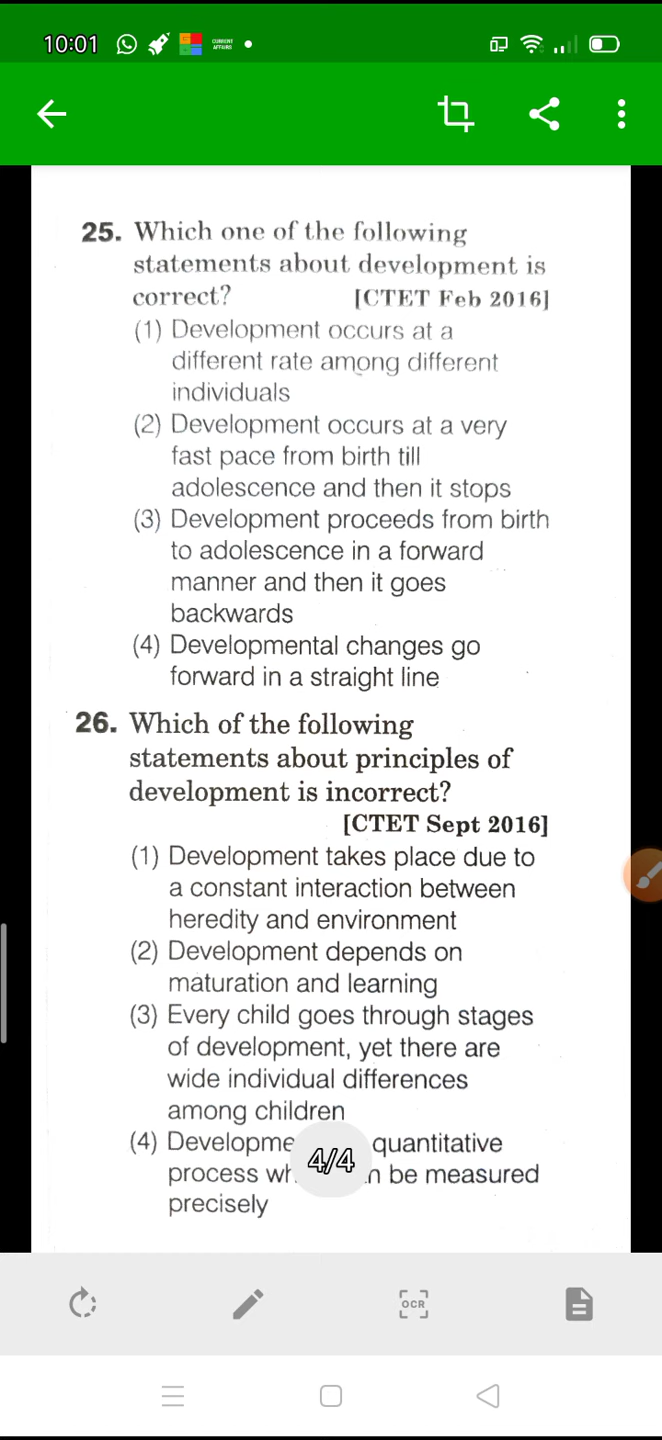 10:01
CURRENT
AFFAIRS
25. Which one of the following
statements about development is
correct? [CTET Feb 2016]
(1) Development occurs at a
different rate among different
individuals
(2) Development occurs at a very
fast pace from birth till
adolescence and then it stops
(3) Development proceeds from birth
to adolescence in a forward
manner and then it goes
backwards
(4) Developmental changes go
forward in a straight line
26. Which of the following
statements about principles of
development is incorrect?
[CTET Sept 2016]
(1) Development takes place due to
a constant interaction between
heredity and environment
(2) Development depends on
maturation and learning
(3) Every child goes through stages
of development, yet there are
wide individual differences
among children
(4) Developme quantitative
process be measured
precisely
4/4
OCR